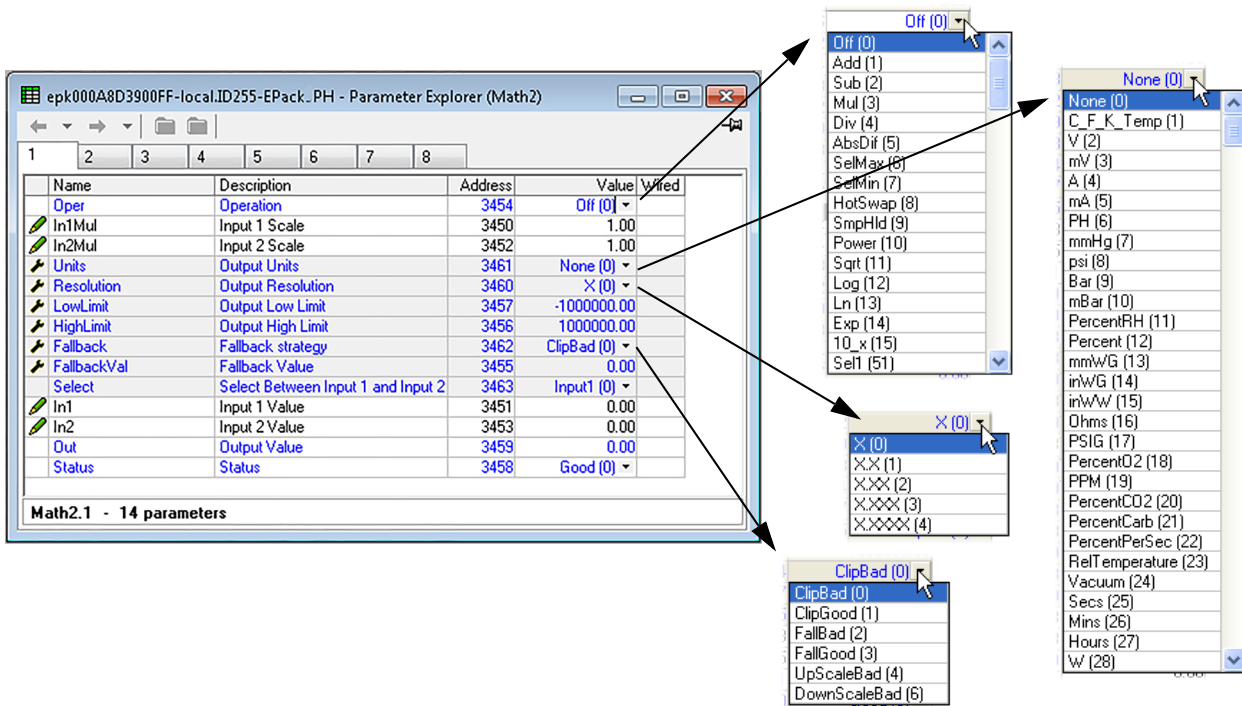 epk000A8D3900FF-local.ID255-EPack_PH - Parameter Explorer (Math2)
1 2 3 4 5 6 7 8
Name Description Address Value Wired
Oper Operation 3454 Off (0)
In1Mul Input 1 Scale 3450 1.00
In2Mul Input 2 Scale 3452 1.00
Units Output Units 3461 None (0)
Resolution Output Resolution 3460 X (0)
LowLimit Output Low Limit 3457 -1000000.00
HighLimit Output High Limit 3456 1000000.00
Fallback Fallback strategy 3462 ClipBad (0)
FallbackVal Fallback Value 3455 0.00
Select Select Between Input 1 and Input 2 3463 Input1 (0)
In1 Input 1 Value 3451 0.00
In2 Input 2 Value 3453 0.00
Out Output Value 3459 0.00
Status Status 3458 Good (0)
Math2.1 - 14 parameters
Off (0)
Off (0)
Add (1)
Sub (2)
Mul (3)
Div (4)
AbsDif (5)
SelMax (6)
SelMin (7)
HotSwap (8)
SmpHld (9)
Power (10)
Sqrt (11)
Log (12)
Ln (13)
Exp (14)
10_x (15)
Sel1 (51)
X (0)
X (0)
X.X (1)
X.XX (2)
X.XXX (3)
X.XXXX (4)
ClipBad (0)
ClipBad (0)
ClipGood (1)
FallBad (2)
FallGood (3)
UpScaleBad (4)
DownScaleBad (6)
None (0)
None (0)
C_F_K_Temp (1)
V (2)
mV (3)
A (4)
mA (5)
PH (6)
mmHg (7)
psi (8)
Bar (9)
mBar (10)
PercentRH (11)
Percent (12)
mmWG (13)
inWG (14)
inWW (15)
Ohms (16)
PSIG (17)
PercentO2 (18)
PPM (19)
PercentCO2 (20)
PercentCarb (21)
PercentPerSec (22)
RelTemperature (23)
Vacuum (24)
Secs (25)
Mins (26)
Hours (27)
W (28)